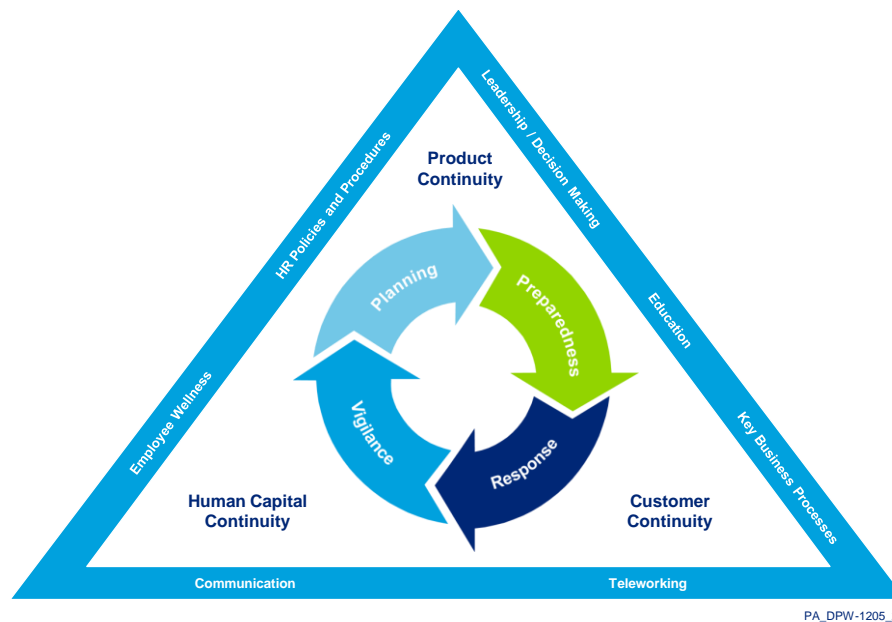 Leadership / Decision Making
HR Policies and Procedures
Product
Continuity
Planning
Preparedness
Education
Employee Wellness
Vigilance
Response
Key Business Processes
Human Capital
Continuity
Customer
Continuity
Communication
Teleworking
PA_DPW-1205_